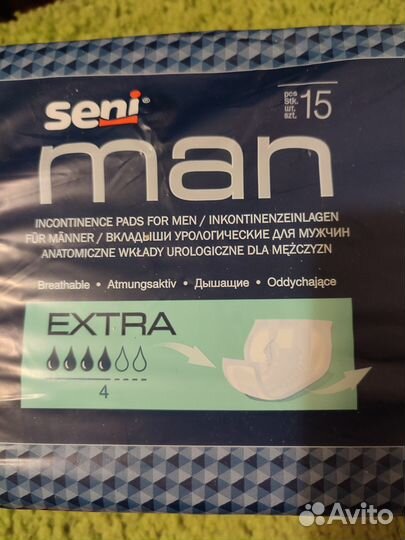 seni®
pcs
Stk.
шт.
szt.
15
man
INCONTINENCE PADS FOR MEN / INKONTINENZEINLAGEN
FÜR MÄNNER / ВКЛАДЫШИ УРОЛОГИЧЕСКИЕ ДЛЯ МУЖЧИН
ANATOMICZNE WKŁADY UROLOGICZNE DLA MĘŻCZYZN
Breathable • Atmungsaktiv • Дышащие • Oddychające
EXTRA
4
Avito